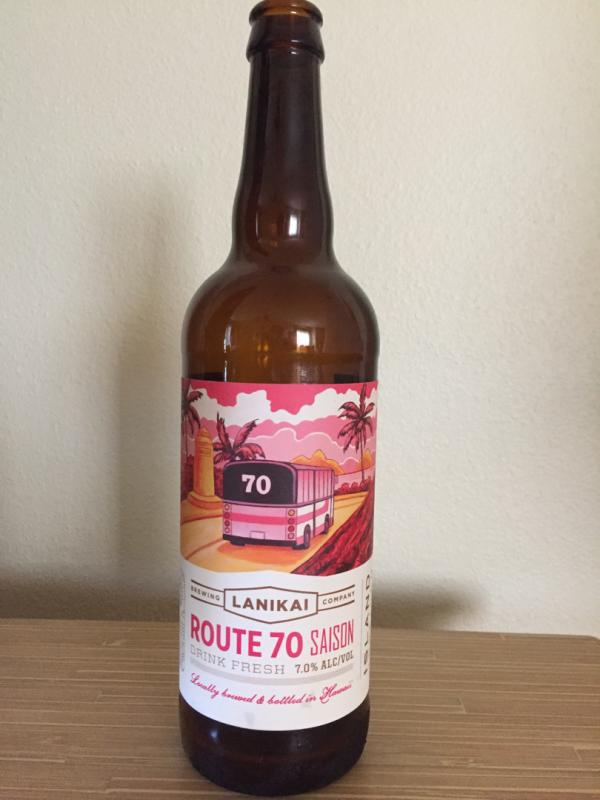 70
BREWING LANIKAI COMPANY
ROUTE 70 SAISON
DRINK FRESH 7.0% ALC/VOL
Locally brewed & bottled in Hawaii
ISLAND